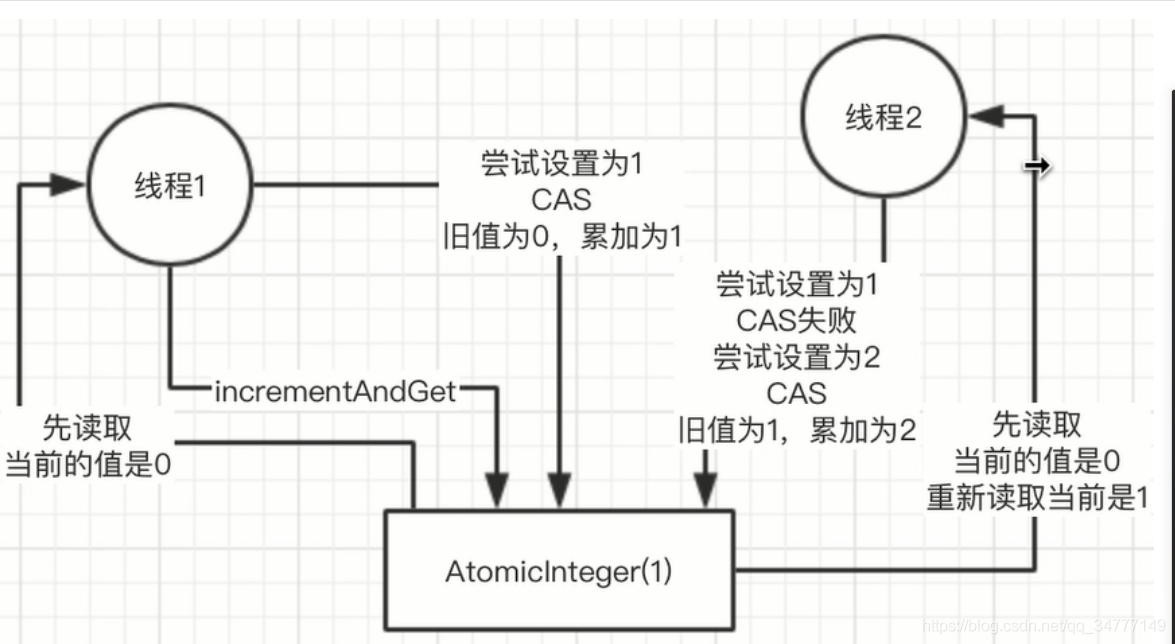 线程1
尝试设置为1
CAS
旧值为0，累加为1
线程2
尝试设置为1
CAS失败
尝试设置为2
CAS
旧值为1，累加为2
incrementAndGet
先读取
当前的值是0
先读取
当前的值是0
重新读取当前是1
AtomicInteger(1)
https://blog.csdn.net/qq_34777149